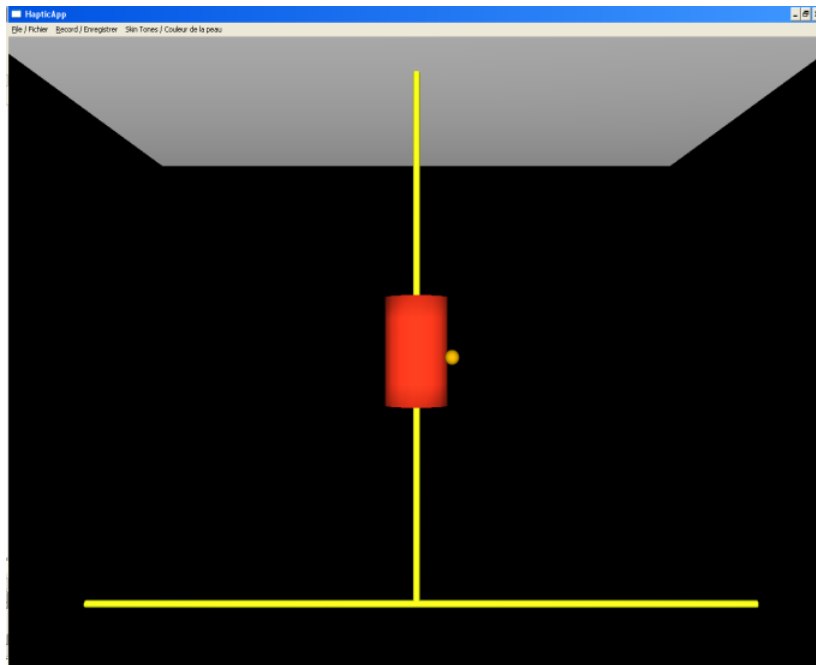 HapticApp
File / Fichier Record / Enregistrer Skin Tones / Couleur de la peau